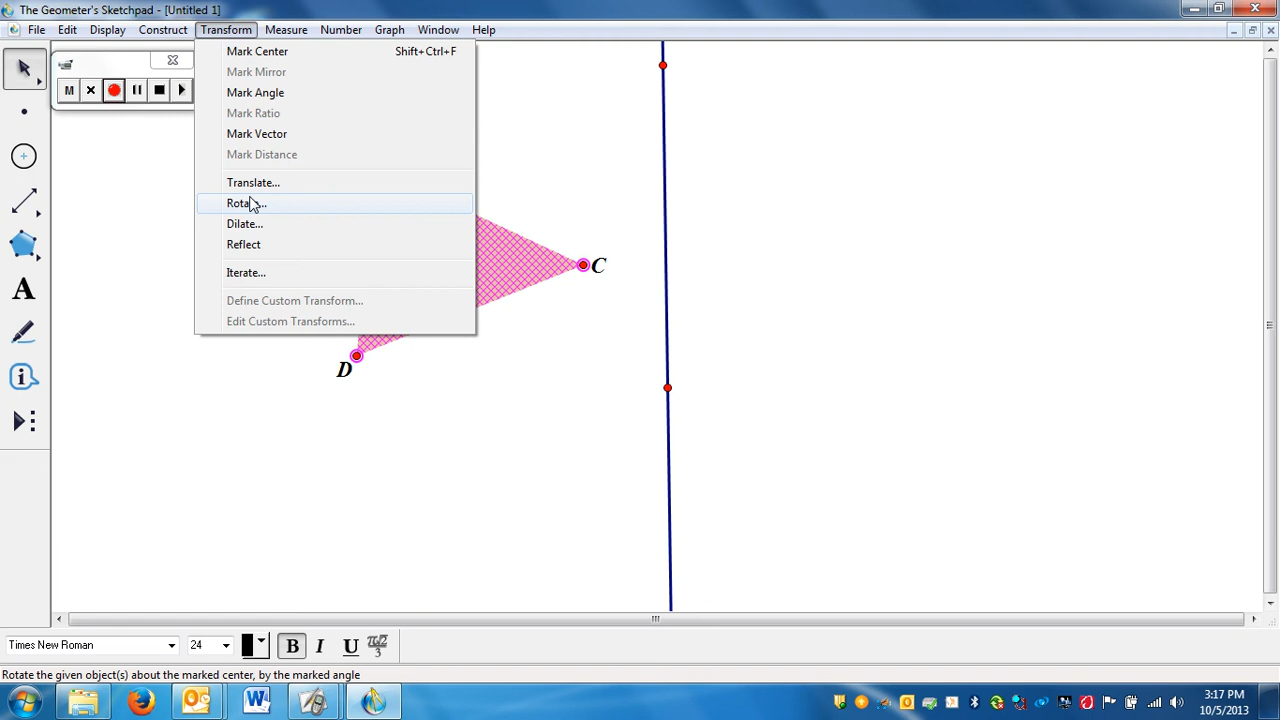 The Geometer's Sketchpad - [Untitled 1]
File Edit Display Construct Transform Measure Number Graph Window Help
Mark Center Shift+Ctrl+F
Mark Mirror
M
Mark Angle
Mark Ratio
Mark Vector
Mark Distance
Translate...
Rotate...
Dilate...
Reflect
C
Iterate...
A
Define Custom Transform...
Edit Custom Transforms...
D
Times New Roman 24 B I U π√2/3
Rotate the given object(s) about the marked center, by the marked angle
3:17 PM
10/5/2013